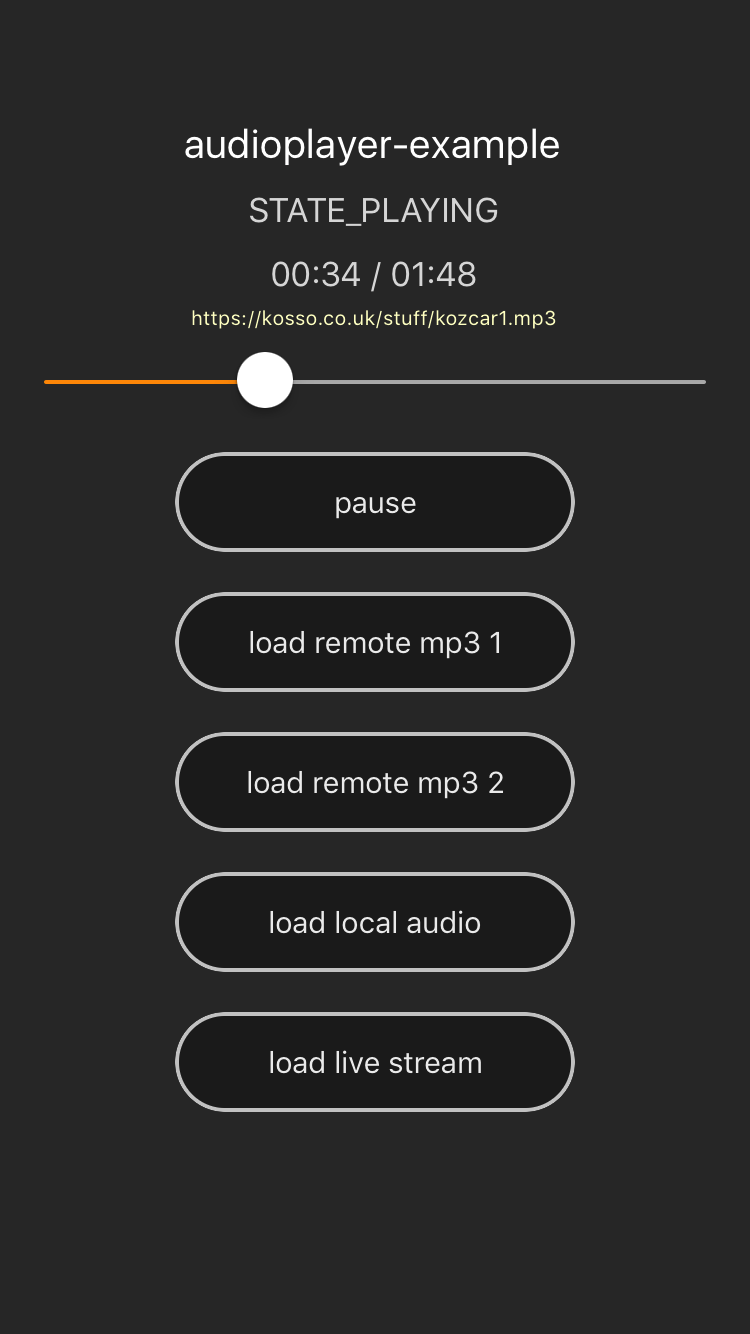 audioplayer-example
STATE_PLAYING
00:34 / 01:48
https://kosso.co.uk/stuff/kozcar1.mp3
pause
load remote mp3 1
load remote mp3 2
load local audio
load live stream